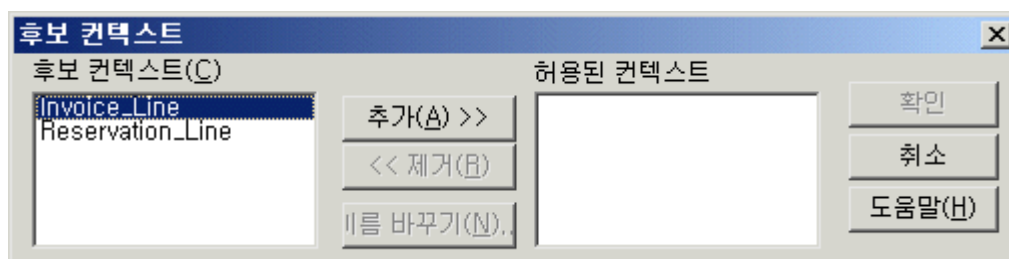 후보 컨텍스트
후보 컨텍스트(C)
Invoice_Line
Reservation_Line
추가(A) >>
<< 제거(R)
이름 바꾸기(N)..
허용된 컨텍스트
확인
취소
도움말(H)